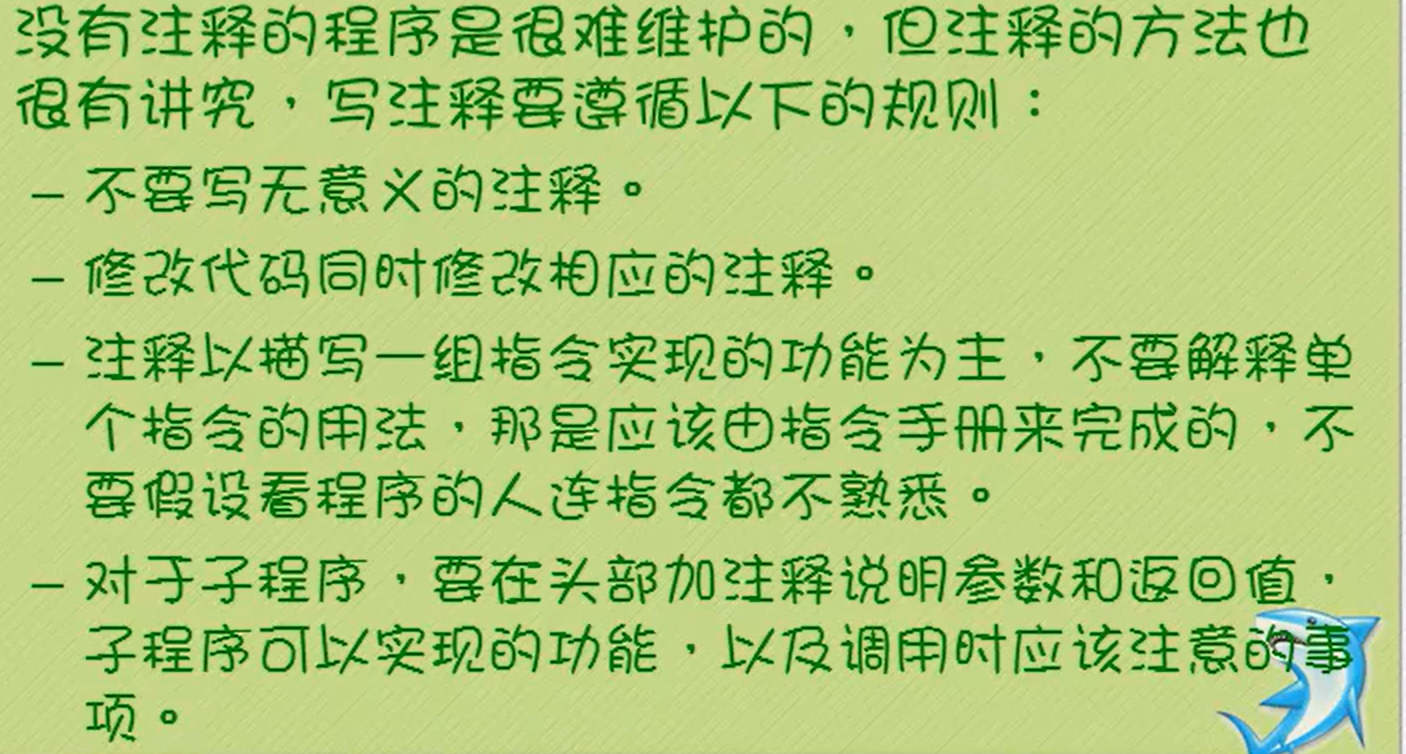 没有注释的程序是很难维护的，但注释的方法也
很有讲究，写注释要遵循以下的规则：
– 不要写无意义的注释。
– 修改代码同时修改相应的注释。
– 注释以描写一组指令实现的功能为主，不要解释单
个指令的用法，那是应该由指令手册来完成的，不
要假设看程序的人连指令都不熟悉。
– 对于子程序，要在头部加注释说明参数和返回值，
子程序可以实现的功能，以及调用时应该注意的事
项。